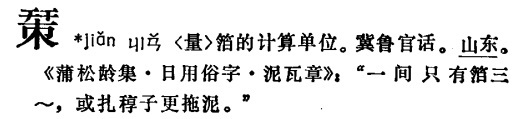 *jiǎn ㄐㄧㄢˇ 〈量〉箔的计算单位。冀鲁官话。山东。
《蒲松龄集·日用俗字·泥瓦章》：“一间只有箔三
～，或扎稕子更拖泥。”